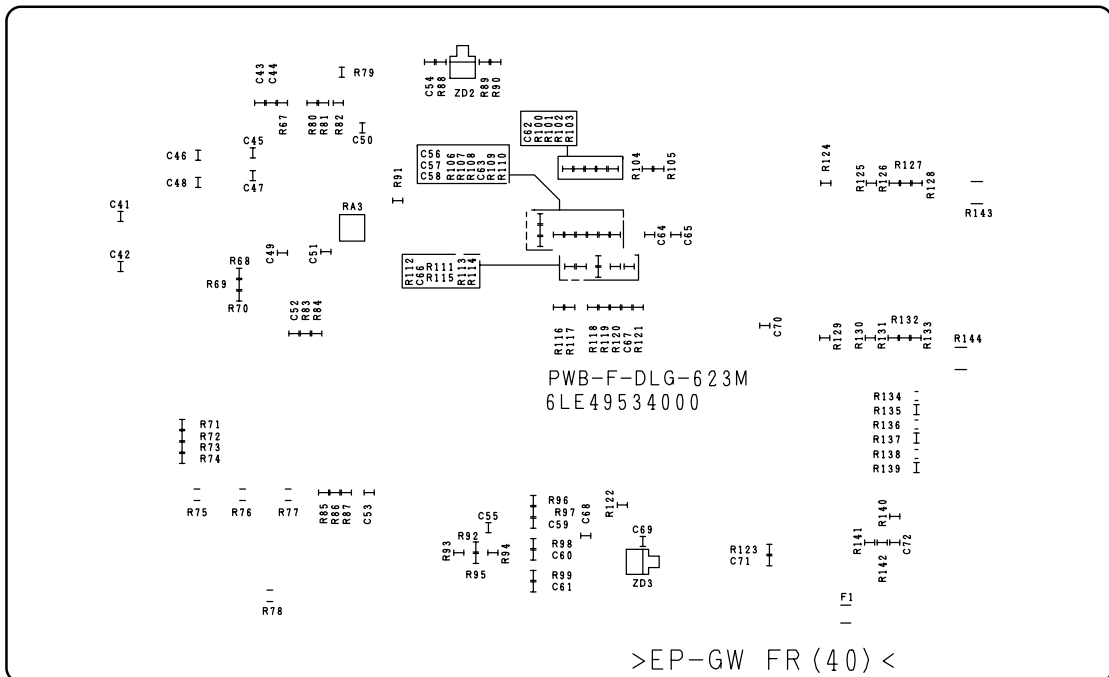 C43
C44
R79
C54
R88
ZD2
R89
R90
R67
R80
R81
R82
C50
C62
R100
R101
R102
R103
C46
C45
C48
C47
C56
C57
C58
R106
R107
R108
C63
R109
R110
R91
R104
R105
R124
R125
R126
R127
R128
R143
C41
RA3
C64
C65
C42
C49
C51
R68
R69
R70
R112
C66
R111
R115
R113
R114
C52
R83
R84
R116
R117
R118
R119
R120
C67
R121
C70
R129
R130
R131
R132
R133
R144
PWB-F-DLG-623M
6LE49534000
R134
R135
R136
R137
R138
R139
R71
R72
R73
R74
R75
R76
R77
R85
R86
R87
C53
C55
R96
R97
C59
R122
C68
C69
R140
R92
R93
R94
R95
R98
C60
R99
C61
ZD3
R123
C71
R141
R142
C72
R78
F1
>EP-GW FR(40)<